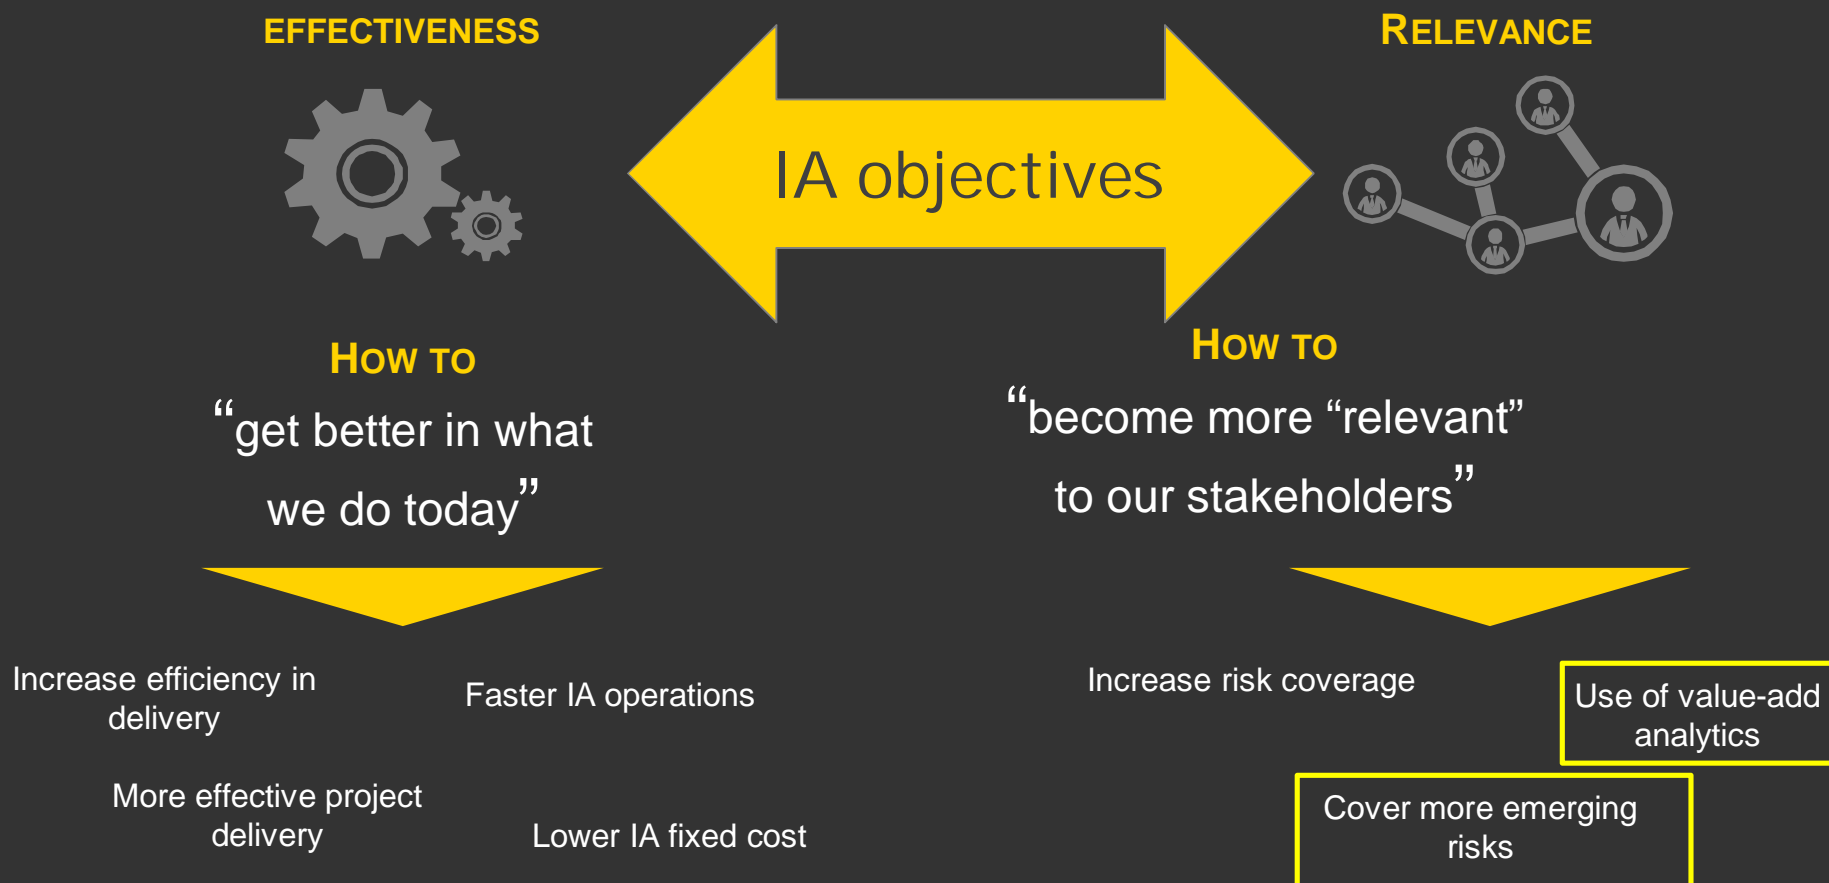 EFFECTIVENESS
RELEVANCE
IA objectives
HOW TO
“get better in what
we do today”
HOW TO
“become more “relevant”
to our stakeholders”
Increase efficiency in
delivery
Faster IA operations
More effective project
delivery
Lower IA fixed cost
Increase risk coverage
Use of value-add
analytics
Cover more emerging
risks